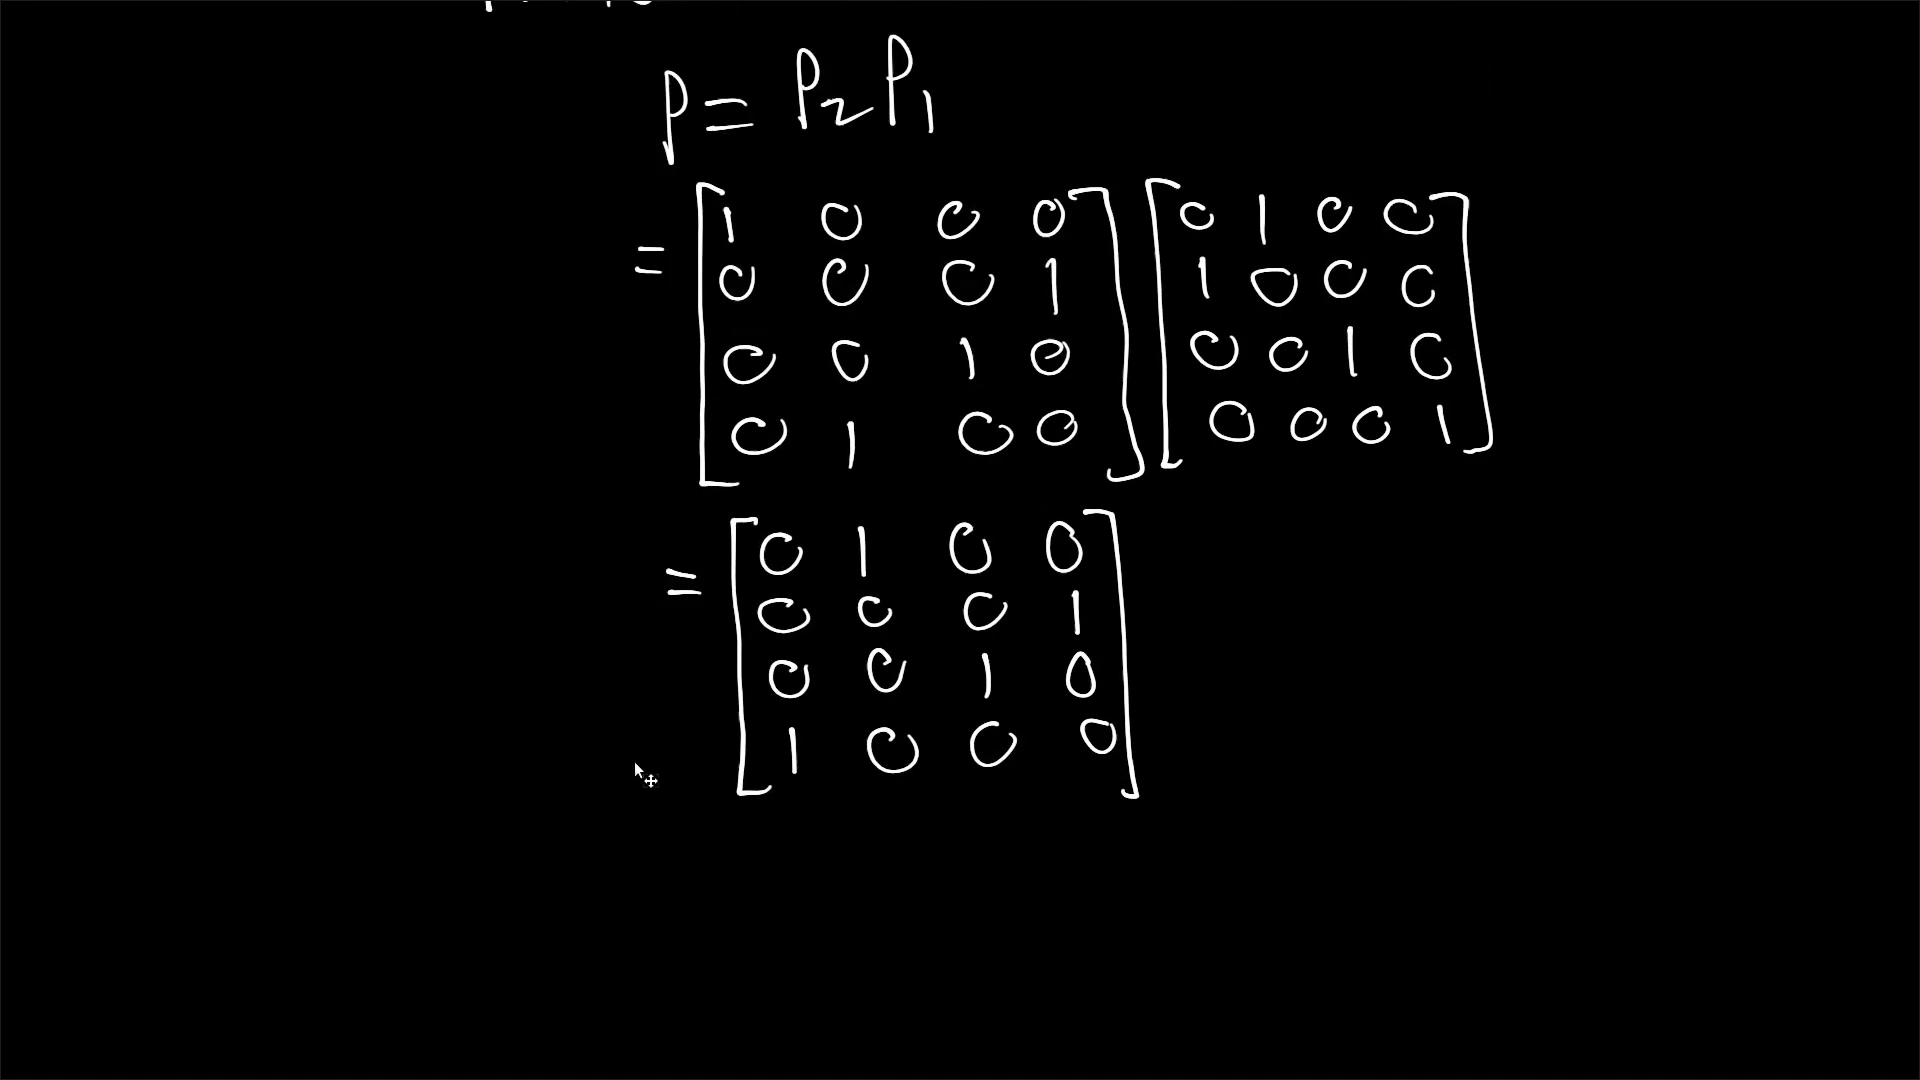 P = P₂P₁
= [1 0 0 0] [0 1 0 0]
[0 0 0 1] [1 0 0 0]
[0 0 1 0] [0 0 1 0]
[0 1 0 0] [0 0 0 1]
= [0 1 0 0]
[0 0 0 1]
[0 0 1 0]
[1 0 0 0]